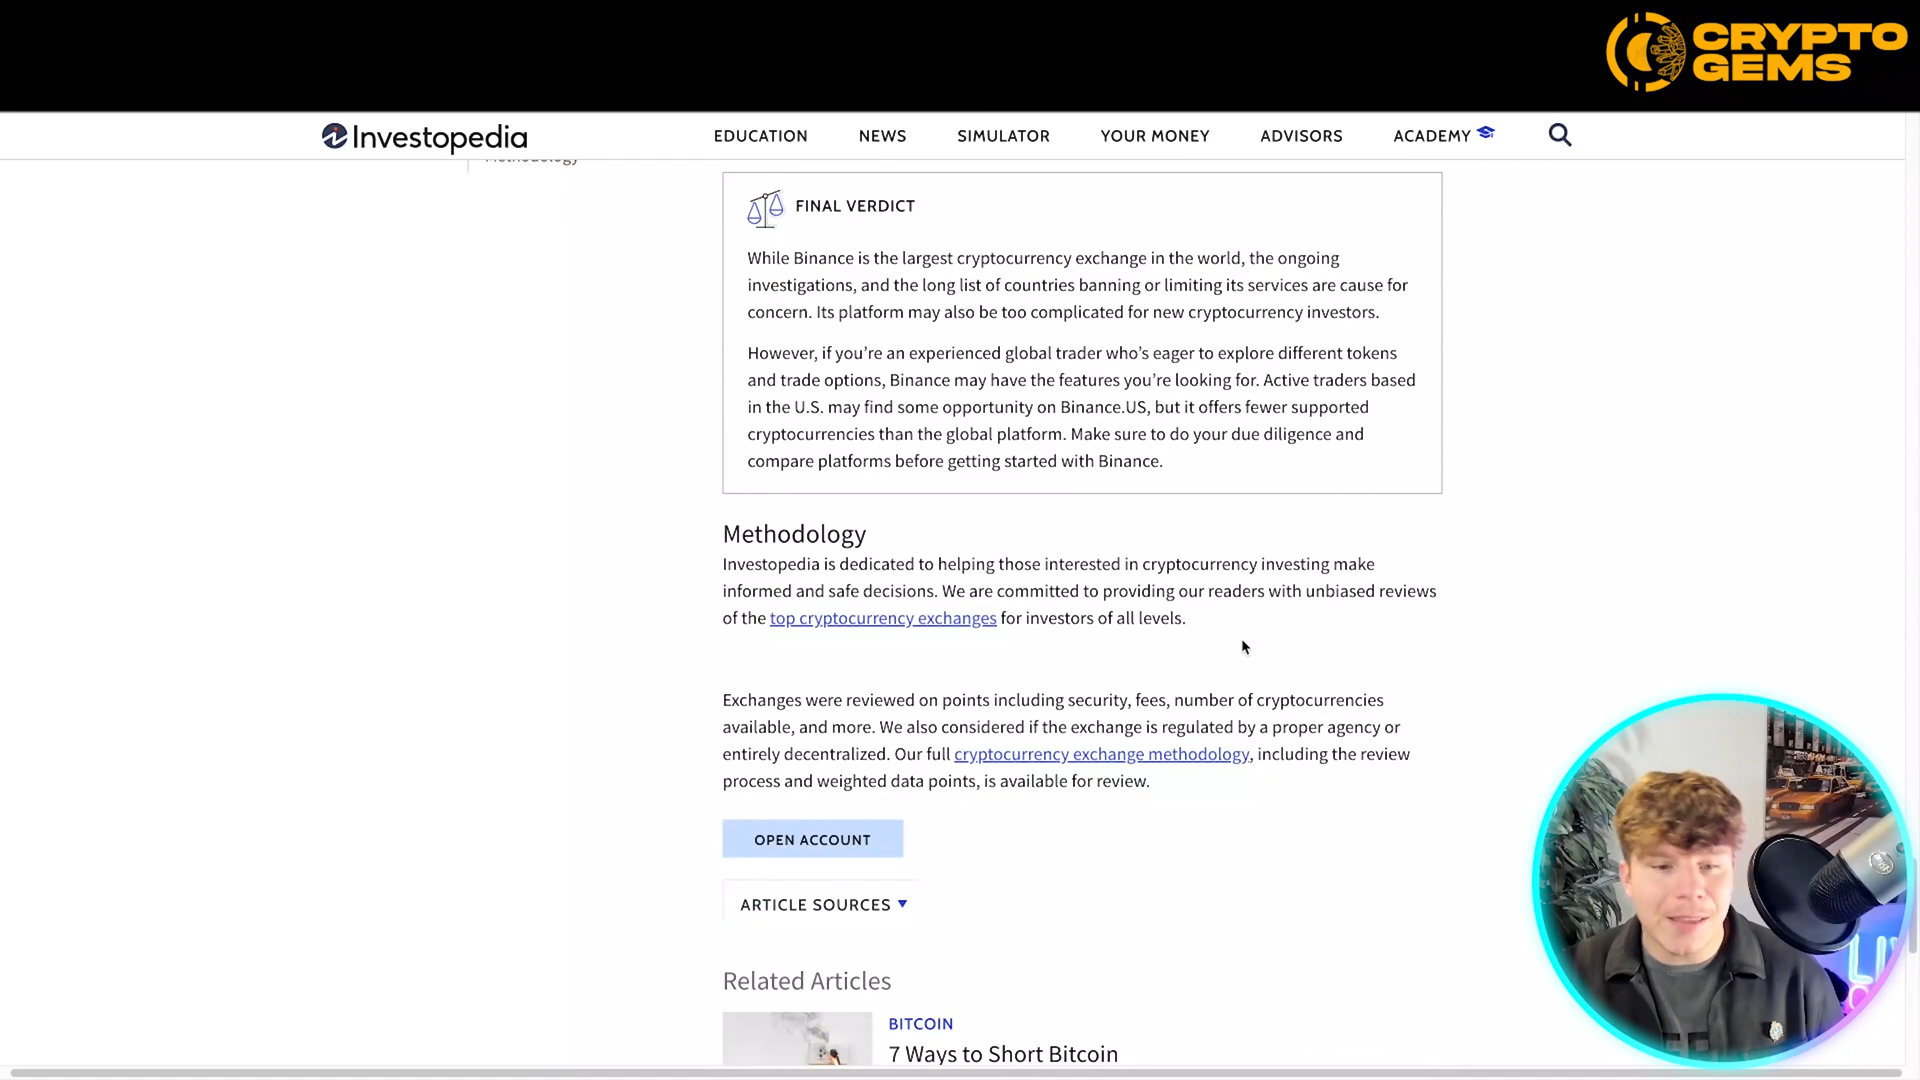 CRYPTO
GEMS
Investopedia
EDUCATION NEWS SIMULATOR YOUR MONEY ADVISORS ACADEMY
Methodology
FINAL VERDICT
While Binance is the largest cryptocurrency exchange in the world, the ongoing
investigations, and the long list of countries banning or limiting its services are cause for
concern. Its platform may also be too complicated for new cryptocurrency investors.
However, if you’re an experienced global trader who’s eager to explore different tokens
and trade options, Binance may have the features you’re looking for. Active traders based
in the U.S. may find some opportunity on Binance.US, but it offers fewer supported
cryptocurrencies than the global platform. Make sure to do your due diligence and
compare platforms before getting started with Binance.
Methodology
Investopedia is dedicated to helping those interested in cryptocurrency investing make
informed and safe decisions. We are committed to providing our readers with unbiased reviews
of the top cryptocurrency exchanges for investors of all levels.
Exchanges were reviewed on points including security, fees, number of cryptocurrencies
available, and more. We also considered if the exchange is regulated by a proper agency or
entirely decentralized. Our full cryptocurrency exchange methodology, including the review
process and weighted data points, is available for review.
OPEN ACCOUNT
ARTICLE SOURCES
Related Articles
BITCOIN
7 Ways to Short Bitcoin